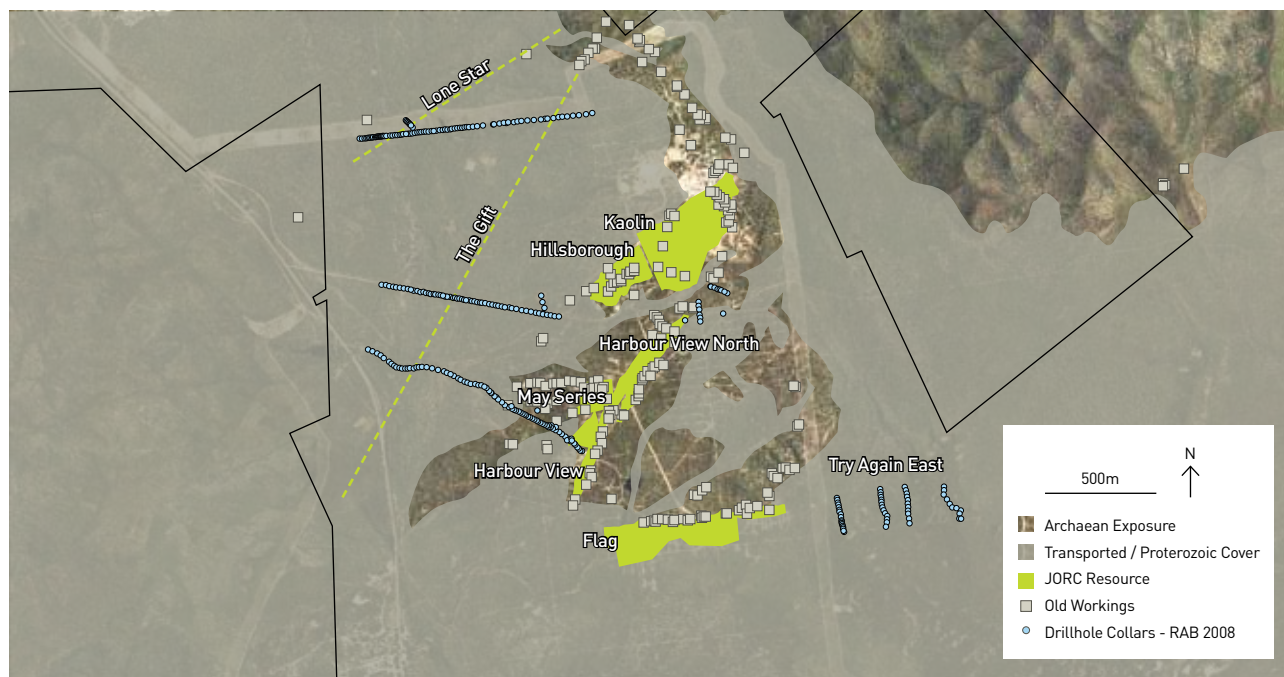 Lone Star
The Gift
Kaolin
Hillsborough
Harbour View North
May Series
Harbour View
Try Again East
Flag
500m
N
Archaean Exposure
Transported / Proterozoic Cover
JORC Resource
Old Workings
Drillhole Collars - RAB 2008